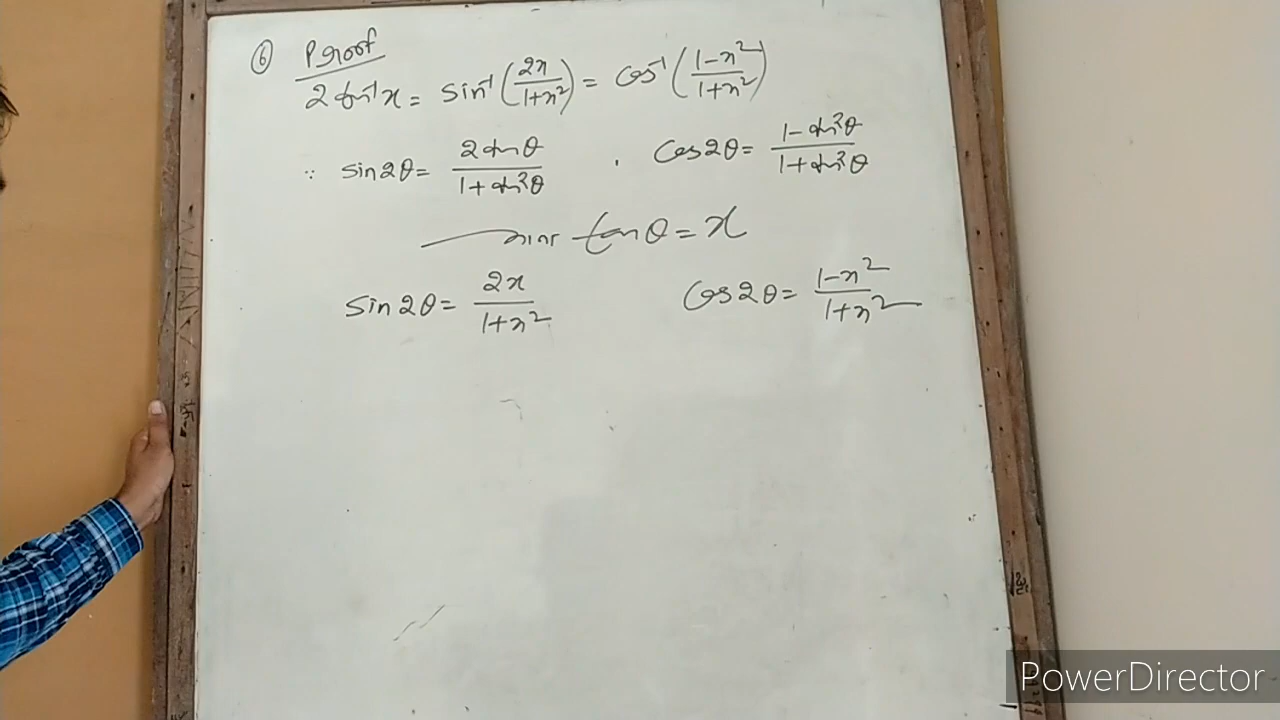 ⑥ Proof
2 tan⁻¹x = sin⁻¹(2x/(1+x²)) = cos⁻¹((1-x²)/(1+x²))
∵ sin2θ = 2tanθ/(1+tan²θ) , cos2θ = (1-tan²θ)/(1+tan²θ)
माना tanθ = x
sin2θ = 2x/(1+x²) cos2θ = (1-x²)/(1+x²)
PowerDirector